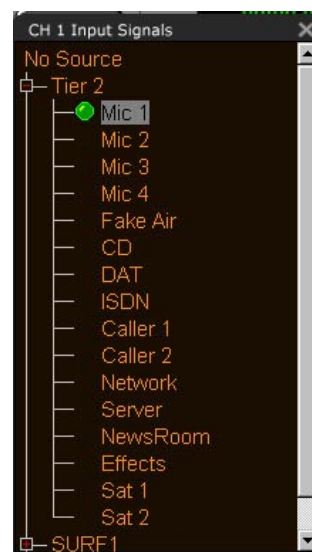 CH 1 Input Signals
No Source
Tier 2
Mic 1
Mic 2
Mic 3
Mic 4
Fake Air
CD
DAT
ISDN
Caller 1
Caller 2
Network
Server
NewsRoom
Effects
Sat 1
Sat 2
SURF1